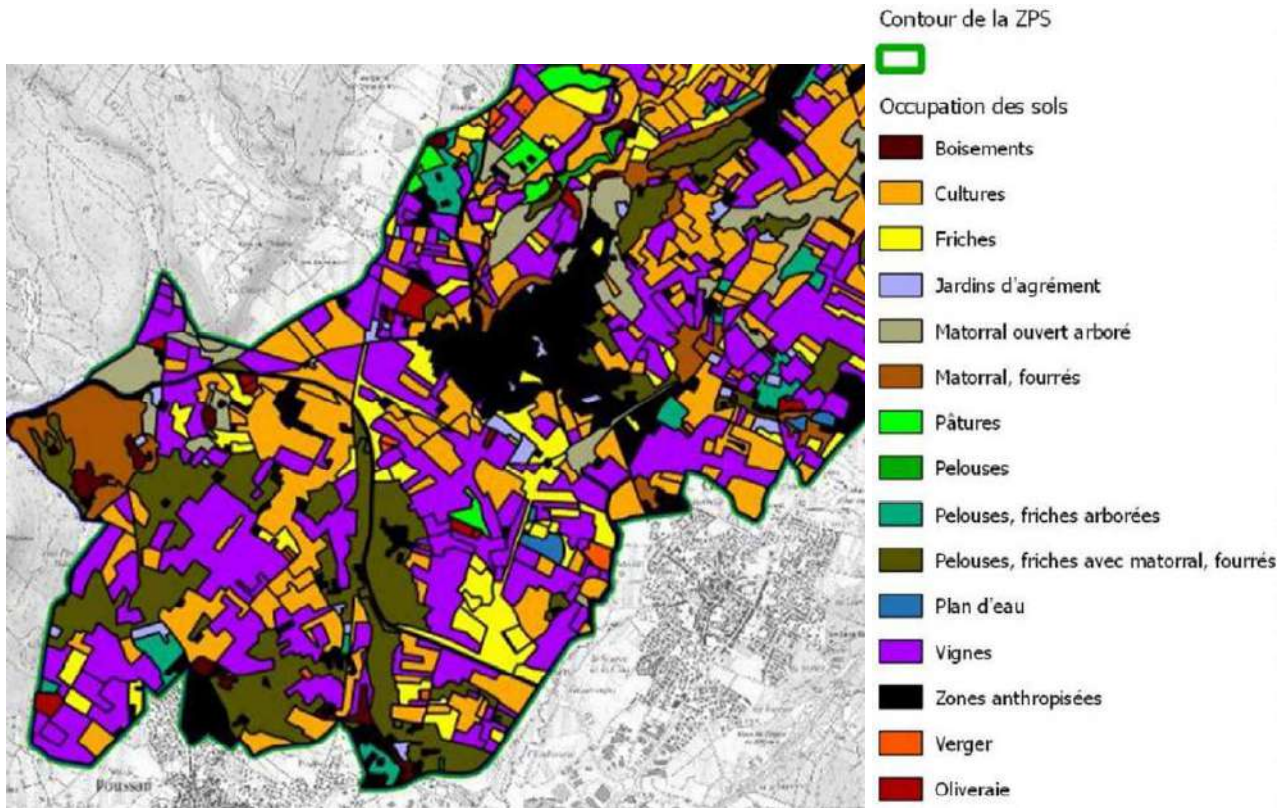 Contour de la ZPS
Occupation des sols
Boisements
Cultures
Friches
Jardins d'agrément
Matorral ouvert arboré
Matorral, fourrés
Pâtures
Pelouses
Pelouses, friches arborées
Pelouses, friches avec matorral, fourrés
Plan d'eau
Vignes
Zones anthropisées
Verger
Oliveraie
Poussan